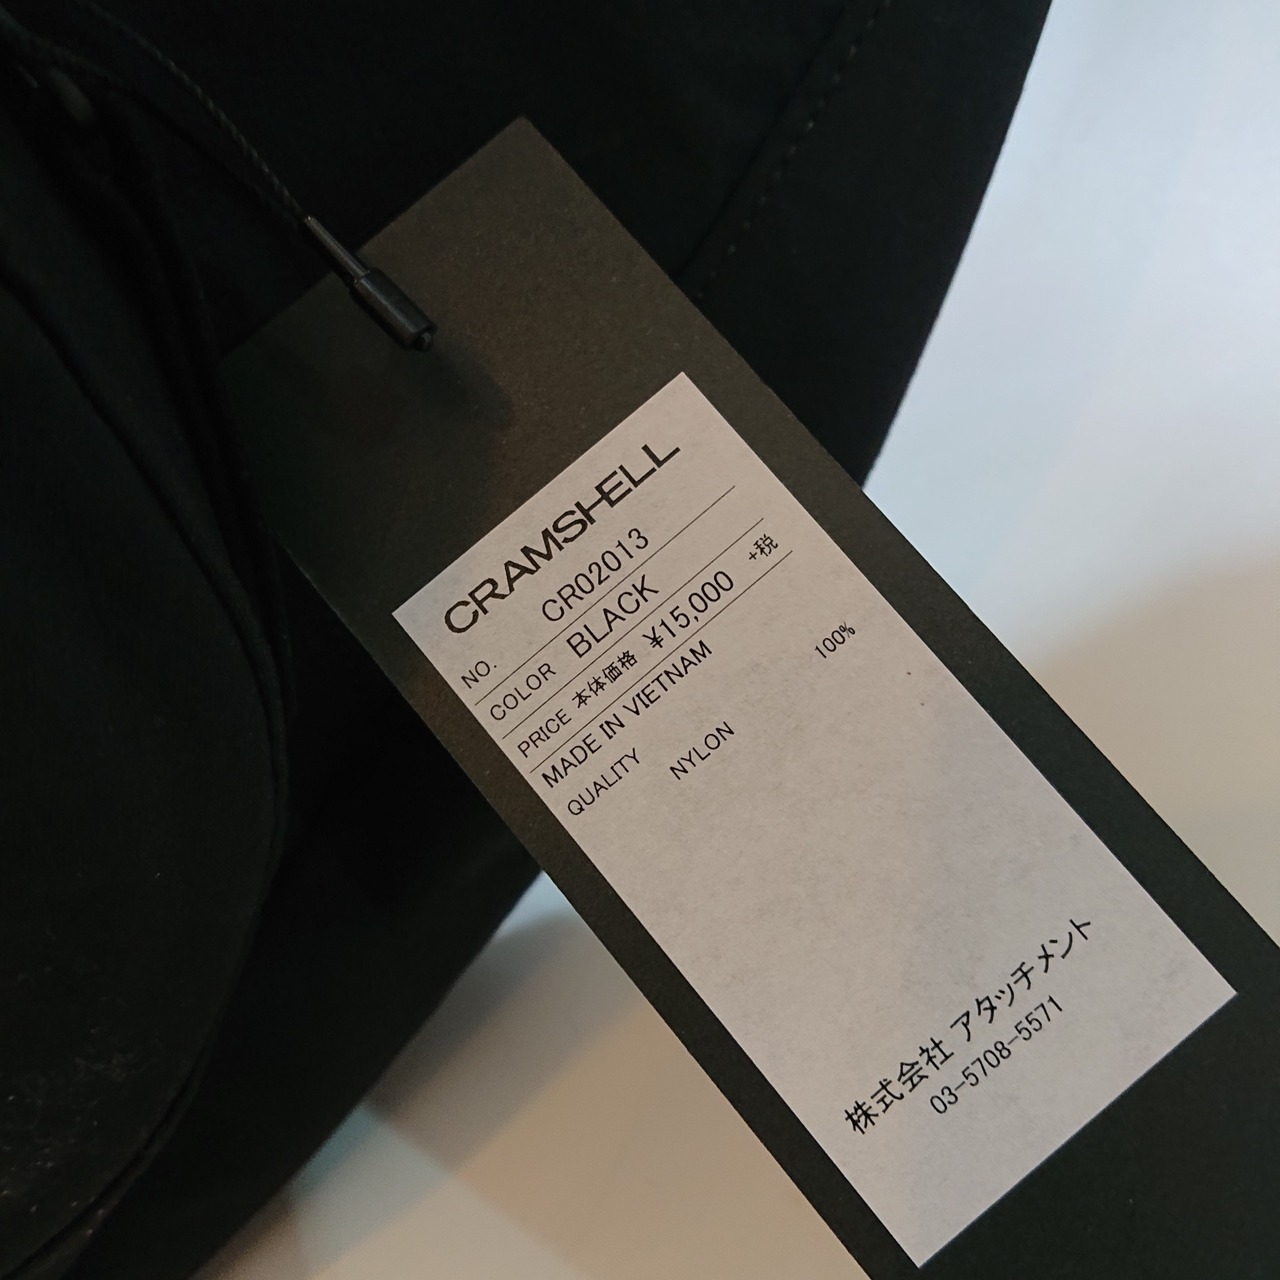 CRAMSHELL
NO. CR02013
COLOR BLACK
PRICE 本体価格 ¥15,000 +税
MADE IN VIETNAM
QUALITY NYLON 100%
株式会社 アタッチメント
03-5708-5571